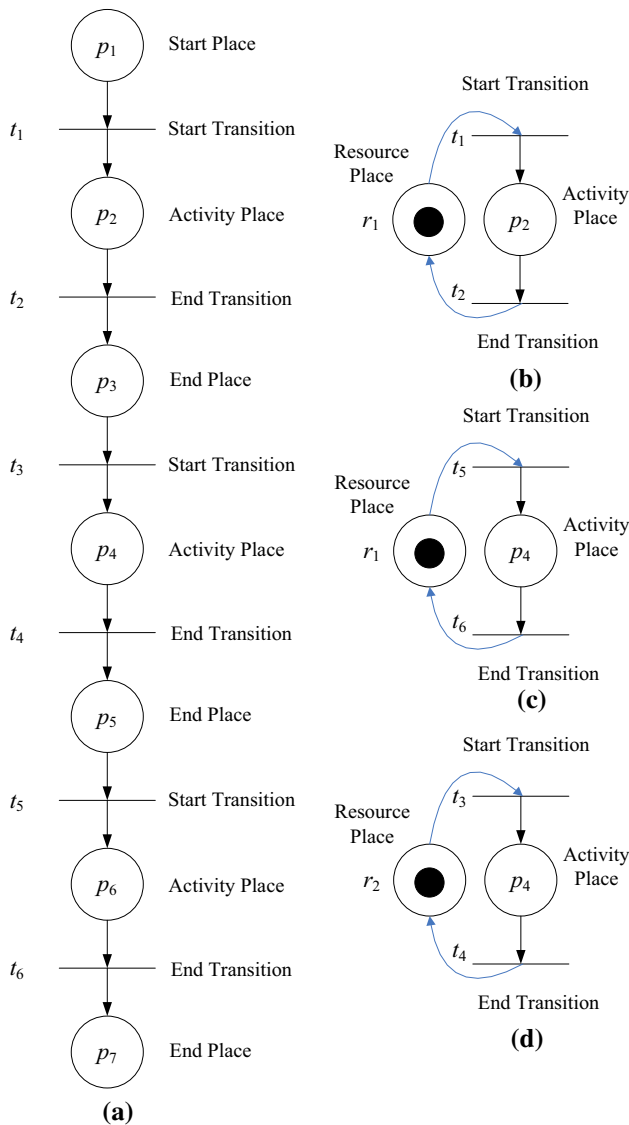 p1
Start Place
t1
Start Transition
p2
Activity Place
t2
End Transition
p3
End Place
t3
Start Transition
p4
Activity Place
t4
End Transition
p5
End Place
t5
Start Transition
p6
Activity Place
t6
End Transition
p7
End Place
(a)
Start Transition
t1
Resource
Place
Activity
Place
r1
p2
t2
End Transition
(b)
Start Transition
t5
Resource
Place
Activity
Place
r1
p4
t6
End Transition
(c)
Start Transition
t3
Resource
Place
Activity
Place
r2
p4
t4
End Transition
(d)